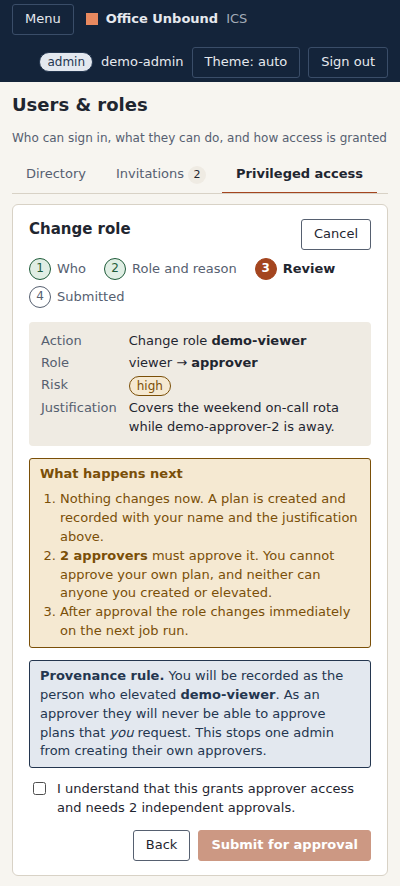 Menu Office Unbound ICS
admin demo-admin Theme: auto Sign out
Users & roles
Who can sign in, what they can do, and how access is granted
Directory Invitations 2 Privileged access
Change role Cancel
1 Who 2 Role and reason 3 Review
4 Submitted
Action Change role demo-viewer
Role viewer → approver
Risk high
Justification Covers the weekend on-call rota
while demo-approver-2 is away.
What happens next
1. Nothing changes now. A plan is created and
recorded with your name and the justification
above.
2. 2 approvers must approve it. You cannot
approve your own plan, and neither can
anyone you created or elevated.
3. After approval the role changes immediately
on the next job run.
Provenance rule. You will be recorded as the
person who elevated demo-viewer. As an
approver they will never be able to approve
plans that you request. This stops one admin
from creating their own approvers.
I understand that this grants approver access
and needs 2 independent approvals.
Back Submit for approval